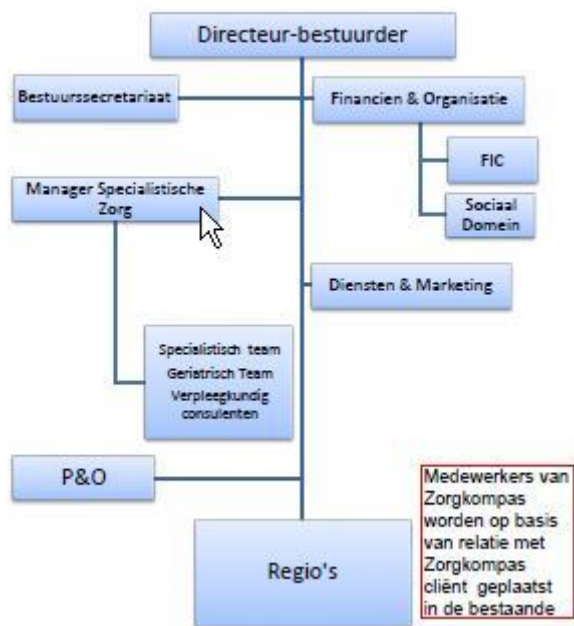 Directeur-bestuurder
Bestuurssecretariaat
Financien & Organisatie
FIC
Manager Specialistische
Zorg
Sociaal
Domein
Diensten & Marketing
Specialistisch team
Geriatrisch Team
Verpleegkundig
consulenten
P&O
Regio's
Medewerkers van
Zorgkompas
worden op basis
van relatie met
Zorgkompas
cliënt geplaatst
in de bestaande